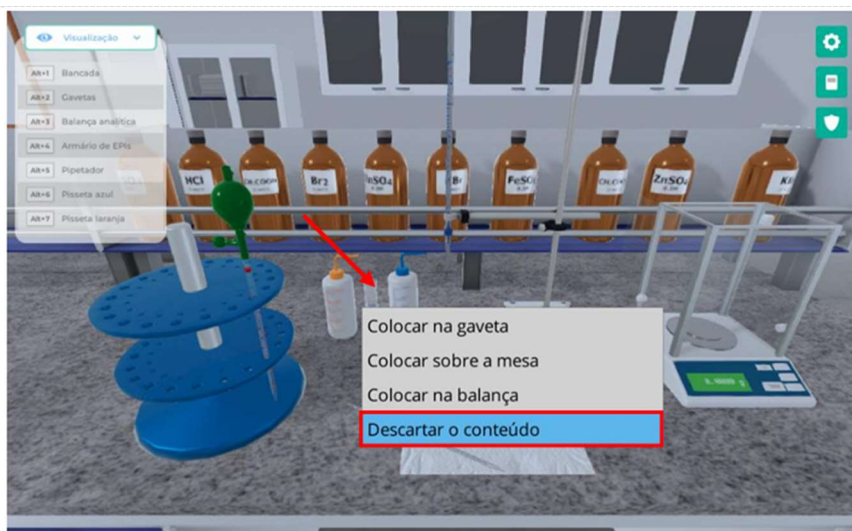 Visualização
Alt+1 Bancada
Alt+2 Gavetas
Alt+3 Balança analítica
Alt+4 Armário de EPIs
Alt+5 Pipetador
Alt+6 Pisseta azul
Alt+7 Pisseta laranja
HCl
Br2
FeSO
ZnSO4
Colocar na gaveta
Colocar sobre a mesa
Colocar na balança
Descartar o conteúdo